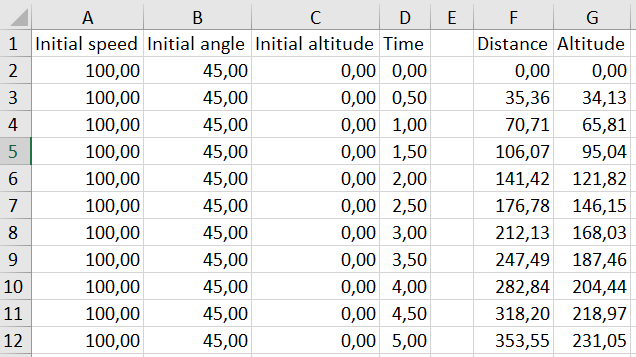 A B C D E F G
1 Initial speed Initial angle Initial altitude Time Distance Altitude
2 100,00 45,00 0,00 0,00 0,00 0,00
3 100,00 45,00 0,00 0,50 35,36 34,13
4 100,00 45,00 0,00 1,00 70,71 65,81
5 100,00 45,00 0,00 1,50 106,07 95,04
6 100,00 45,00 0,00 2,00 141,42 121,82
7 100,00 45,00 0,00 2,50 176,78 146,15
8 100,00 45,00 0,00 3,00 212,13 168,03
9 100,00 45,00 0,00 3,50 247,49 187,46
10 100,00 45,00 0,00 4,00 282,84 204,44
11 100,00 45,00 0,00 4,50 318,20 218,97
12 100,00 45,00 0,00 5,00 353,55 231,05